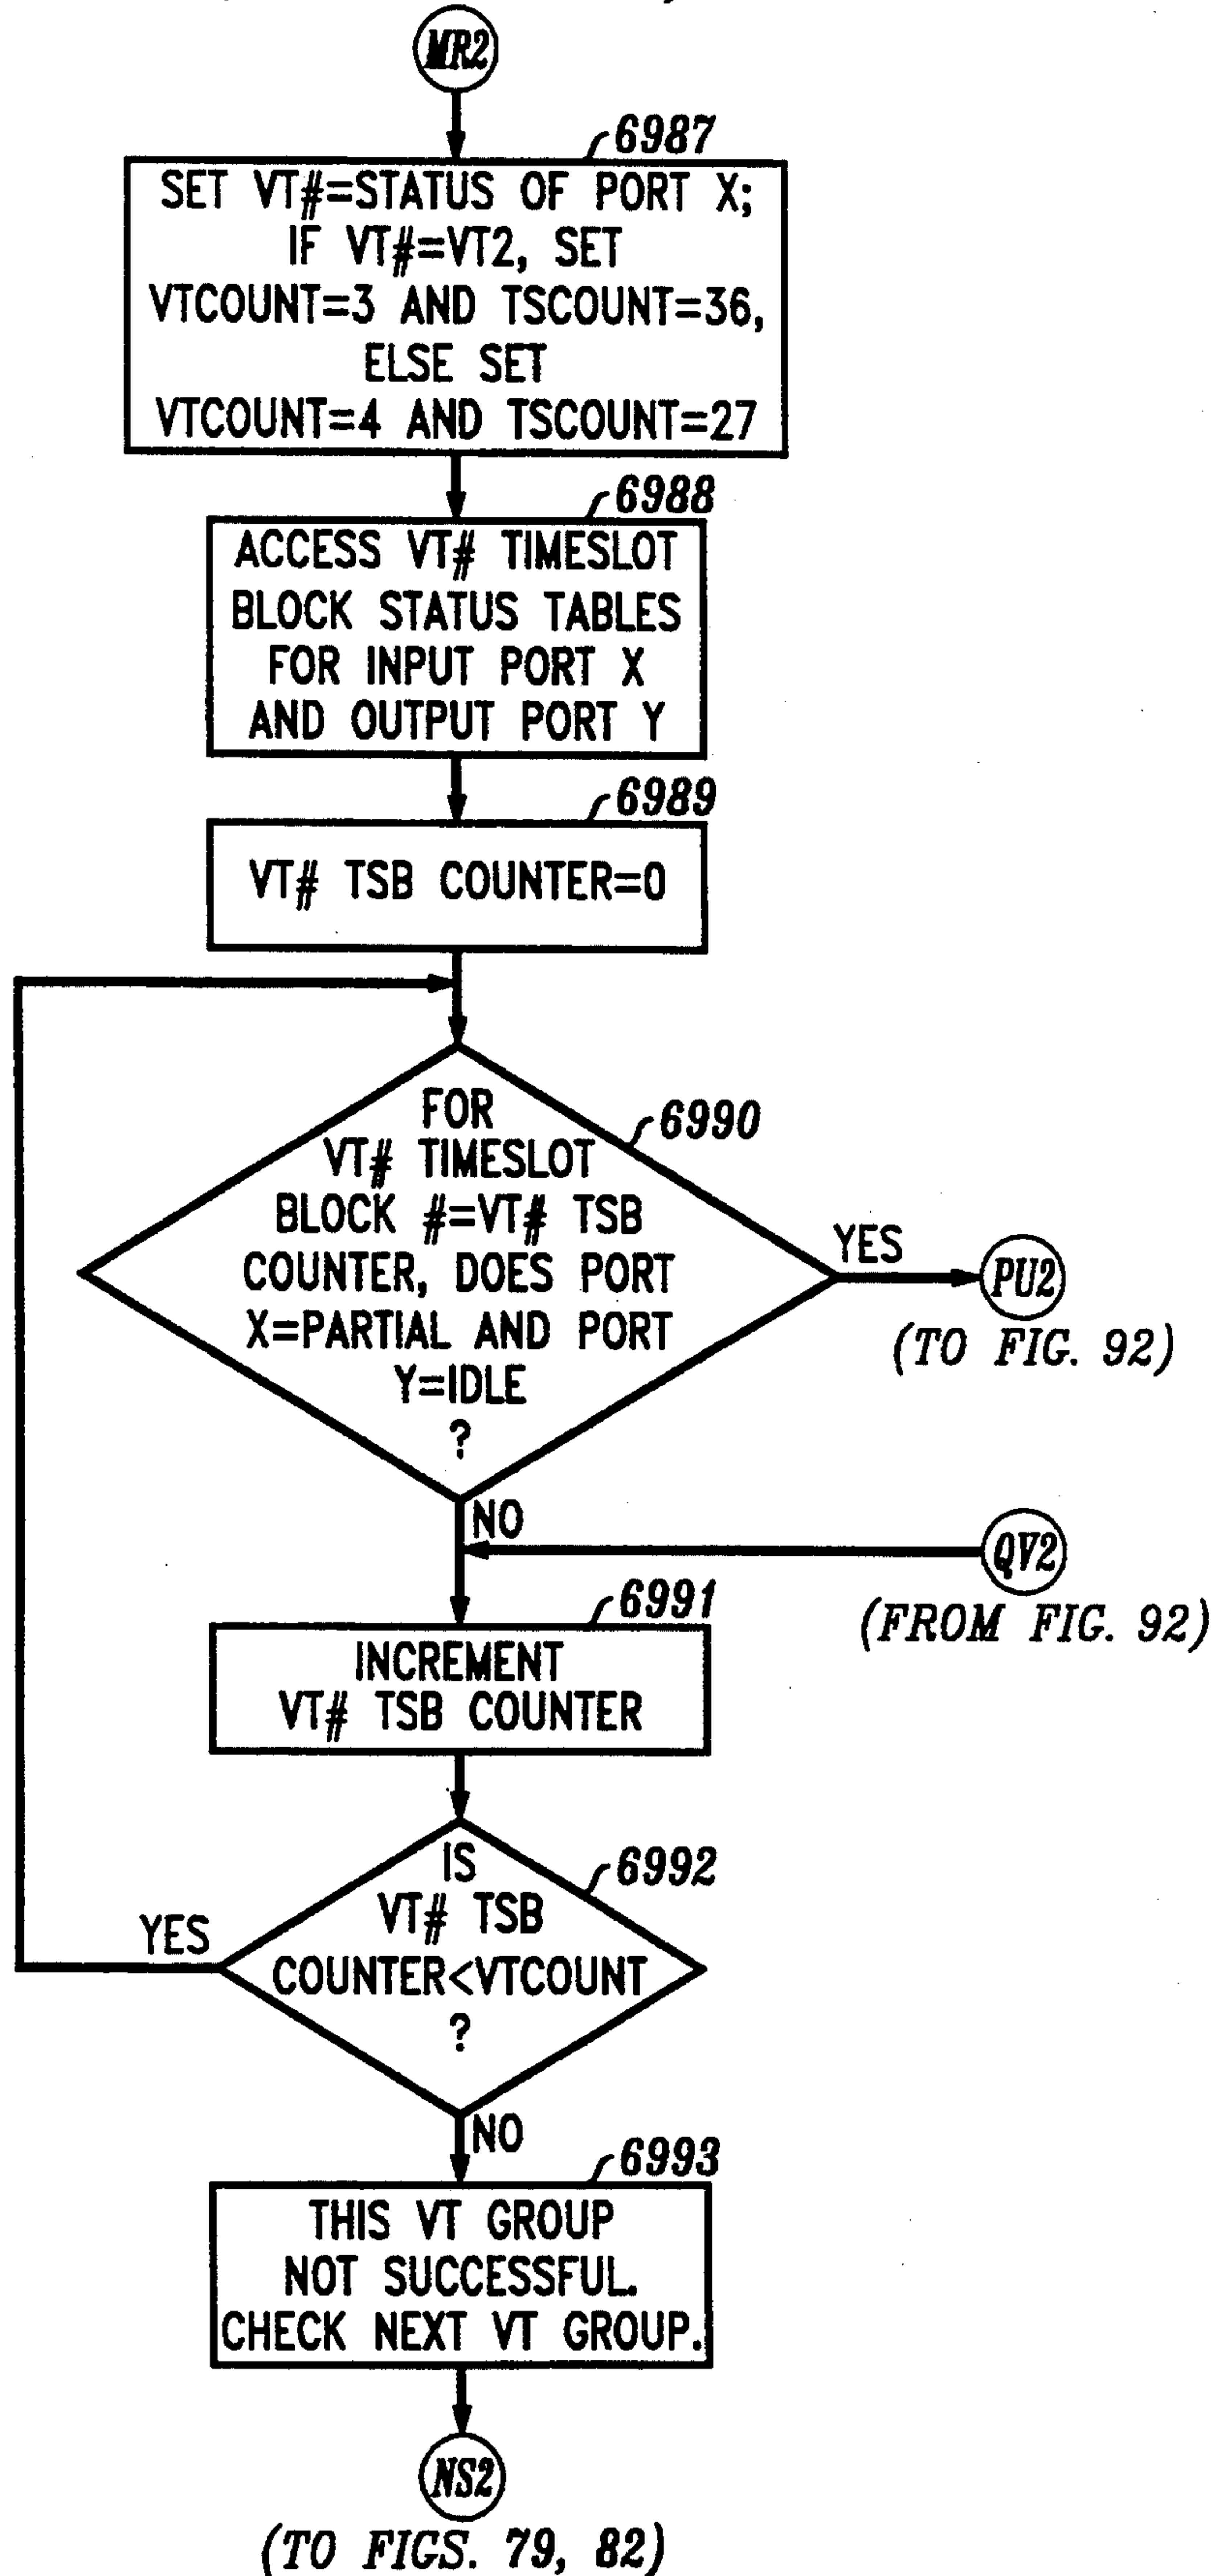 MR2
6987
SET VT#=STATUS OF PORT X;
IF VT#=VT2, SET
VTCOUNT=3 AND TSCOUNT=36,
ELSE SET
VTCOUNT=4 AND TSCOUNT=27
6988
ACCESS VT# TIMESLOT
BLOCK STATUS TABLES
FOR INPUT PORT X
AND OUTPUT PORT Y
6989
VT# TSB COUNTER=0
6990
FOR
VT# TIMESLOT
BLOCK #=VT# TSB
COUNTER, DOES PORT
X=PARTIAL AND PORT
Y=IDLE
?
YES
PU2
(TO FIG. 92)
NO
QV2
(FROM FIG. 92)
6991
INCREMENT
VT# TSB COUNTER
6992
IS
VT# TSB
COUNTER<VTCOUNT
?
YES
NO
6993
THIS VT GROUP
NOT SUCCESSFUL.
CHECK NEXT VT GROUP.
NS2
(TO FIGS. 79, 82)